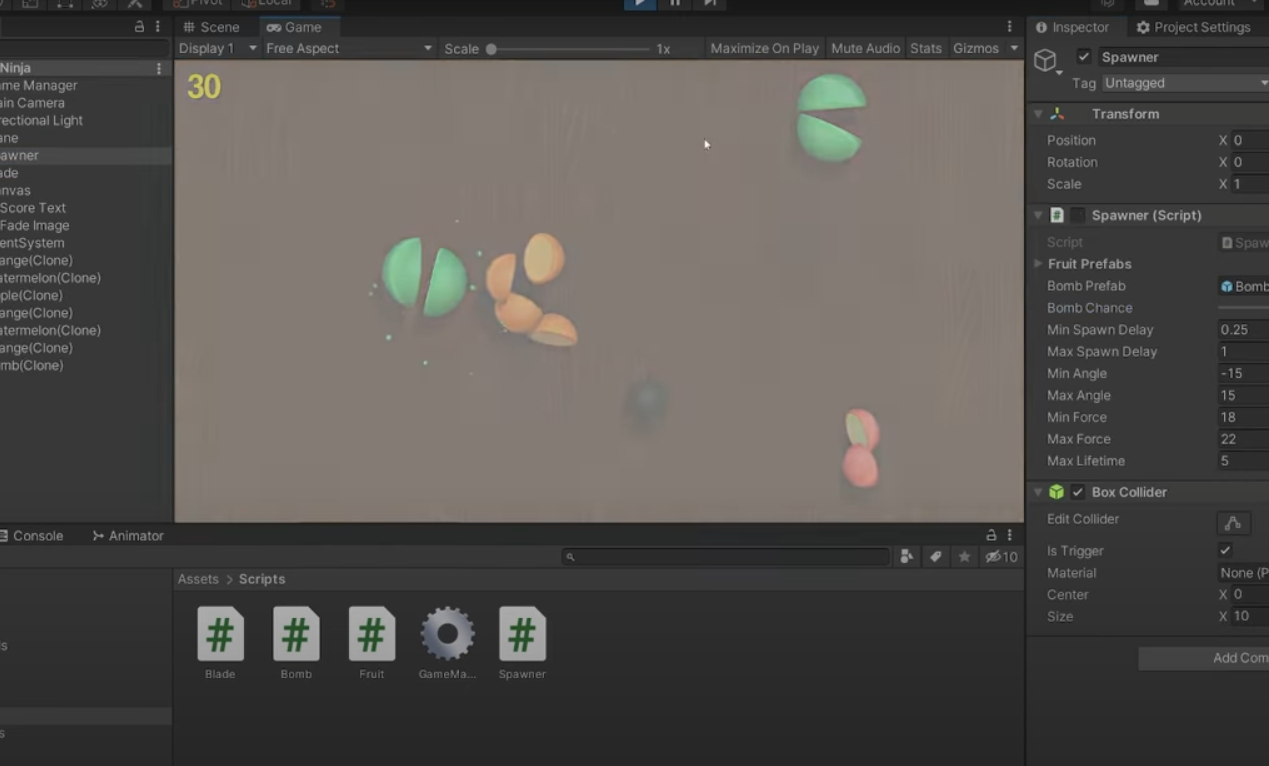 Pivot Local Account
Scene Game Inspector Project Settings
Display 1 Free Aspect Scale 1x Maximize On Play Mute Audio Stats Gizmos
Spawner
Tag Untagged
30
Ninja
ame Manager
ain Camera
rectional Light
ane
awner
ade
anvas
Score Text
Fade Image
entSystem
ange(Clone)
atermelon(Clone)
ple(Clone)
ange(Clone)
atermelon(Clone)
ange(Clone)
mb(Clone)
Transform
Position X 0
Rotation X 0
Scale X 1
# Spawner (Script)
Script Spaw
Fruit Prefabs
Bomb Prefab Bomb
Bomb Chance
Min Spawn Delay 0.25
Max Spawn Delay 1
Min Angle -15
Max Angle 15
Min Force 18
Max Force 22
Max Lifetime 5
Box Collider
Edit Collider
Is Trigger
Material None (P
Center X 0
Size X 10
Add Com
Console Animator
10
Assets > Scripts
# # # #
Blade Bomb Fruit GameMa... Spawner
s
s